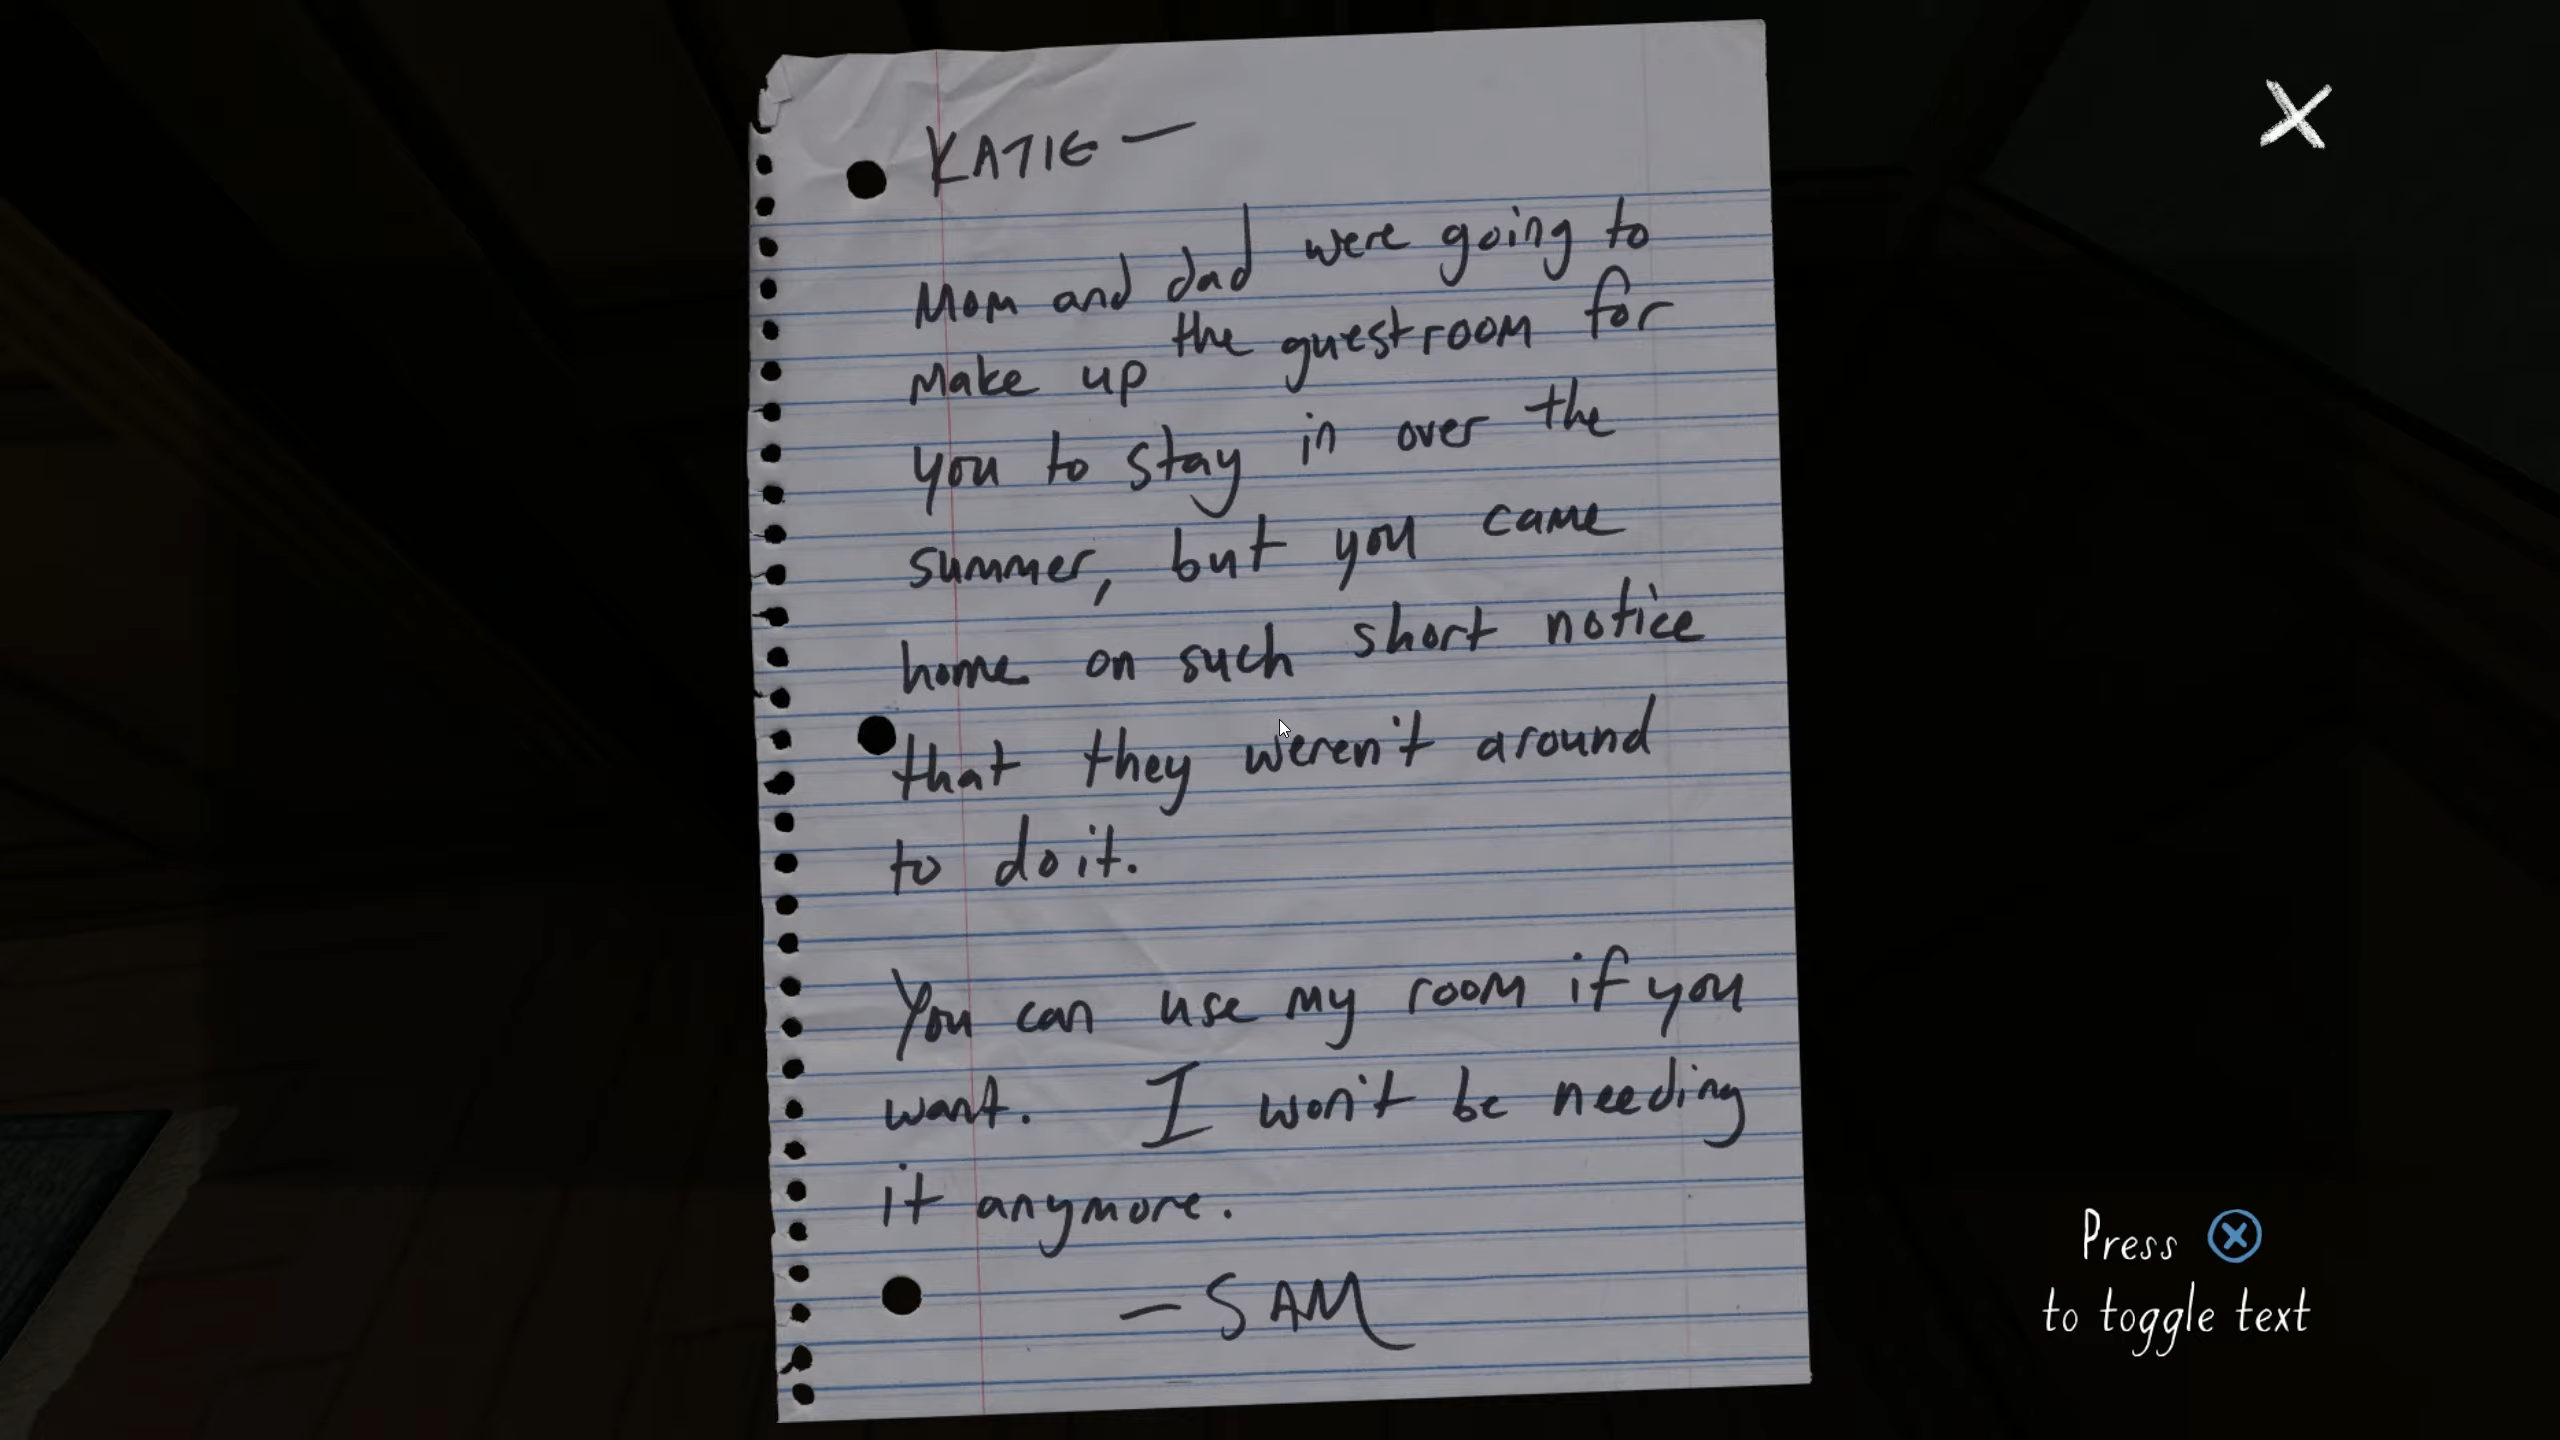 KATIE —
Mom and dad were going to
make up the guestroom for
you to stay in over the
summer, but you came
home on such short notice
that they weren't around
to do it.
You can use my room if you
want. I won't be needing
it anymore.
— SAM
Press ⓧ
to toggle text